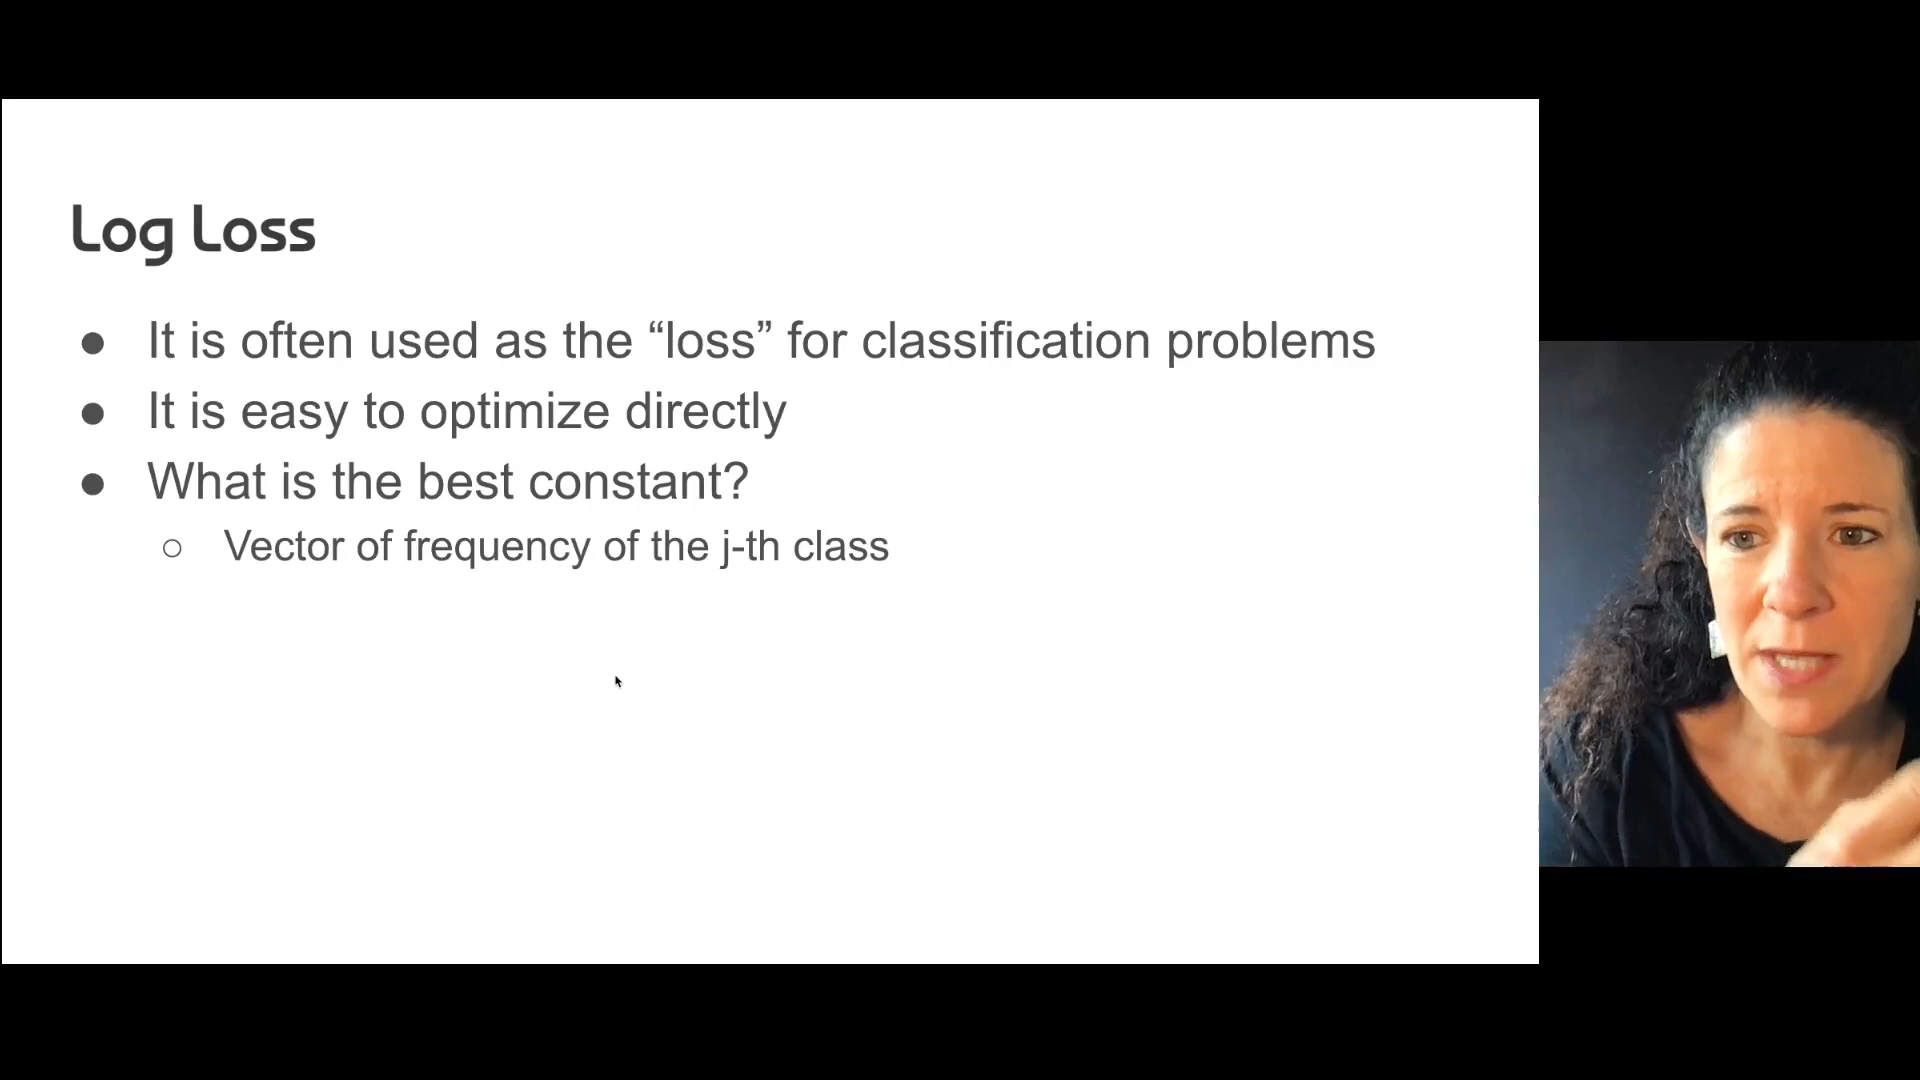 Log Loss
● It is often used as the “loss” for classification problems
● It is easy to optimize directly
● What is the best constant?
○ Vector of frequency of the j-th class